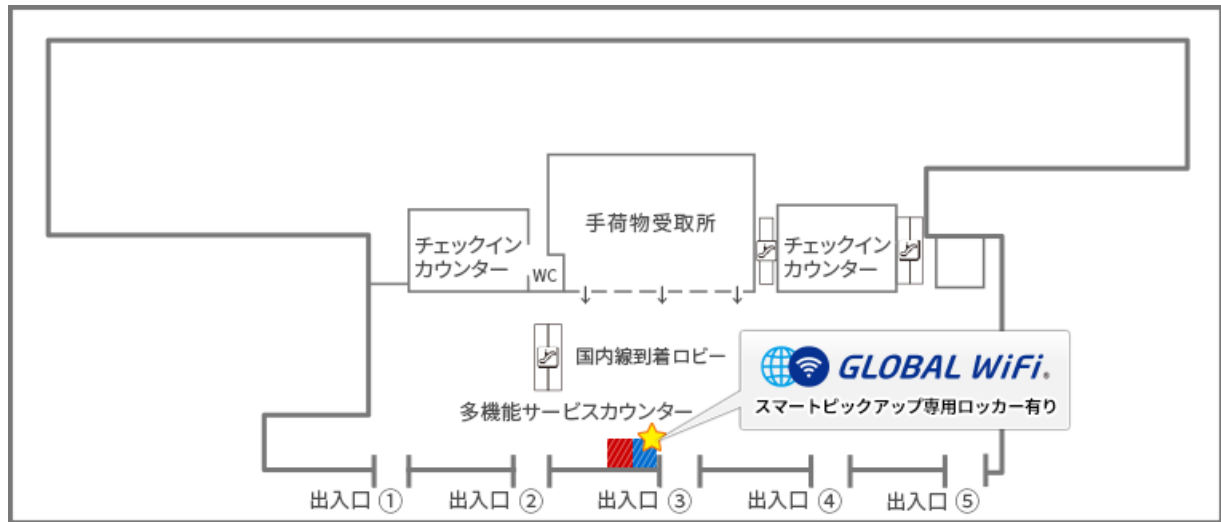 手荷物受取所
チェックイン
カウンター
WC
チェックイン
カウンター
国内線到着ロビー
GLOBAL WiFi®
スマートピックアップ専用ロッカー有り
多機能サービスカウンター
出入口①
出入口②
出入口③
出入口④
出入口⑤